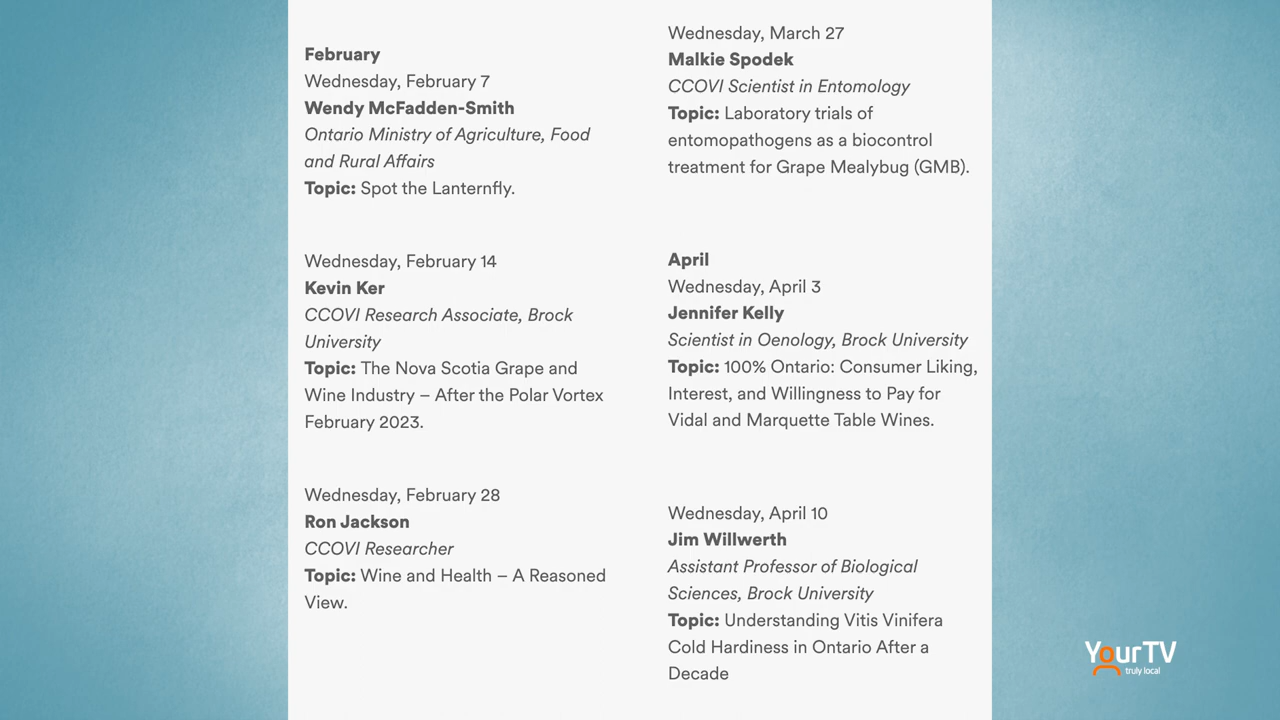 February
Wednesday, February 7
Wendy McFadden-Smith
Ontario Ministry of Agriculture, Food
and Rural Affairs
Topic: Spot the Lanternfly.
Wednesday, February 14
Kevin Ker
CCOVI Research Associate, Brock
University
Topic: The Nova Scotia Grape and
Wine Industry – After the Polar Vortex
February 2023.
Wednesday, February 28
Ron Jackson
CCOVI Researcher
Topic: Wine and Health – A Reasoned
View.
Wednesday, March 27
Malkie Spodek
CCOVI Scientist in Entomology
Topic: Laboratory trials of
entomopathogens as a biocontrol
treatment for Grape Mealybug (GMB).
April
Wednesday, April 3
Jennifer Kelly
Scientist in Oenology, Brock University
Topic: 100% Ontario: Consumer Liking,
Interest, and Willingness to Pay for
Vidal and Marquette Table Wines.
Wednesday, April 10
Jim Willwerth
Assistant Professor of Biological
Sciences, Brock University
Topic: Understanding Vitis Vinifera
Cold Hardiness in Ontario After a
Decade
YourTV
truly local